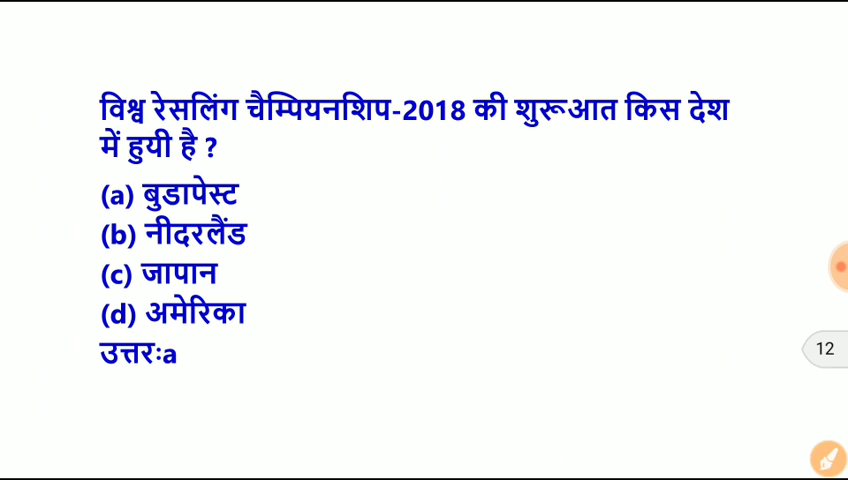 विश्व रेसलिंग चैम्पियनशिप-2018 की शुरूआत किस देश
में हुयी है ?
(a) बुडापेस्ट
(b) नीदरलैंड
(c) जापान
(d) अमेरिका
उत्तरः a
12